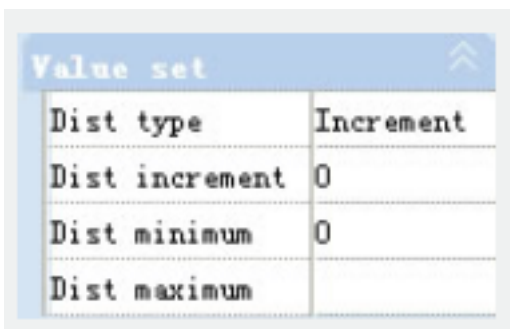 Value set
Dist type Increment
Dist increment 0
Dist minimum 0
Dist maximum